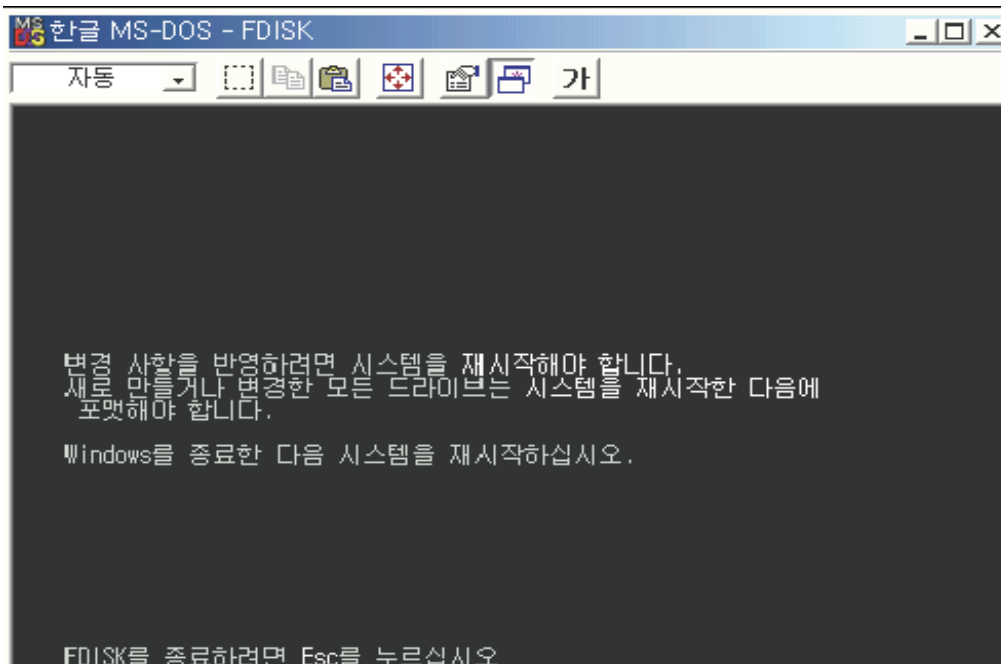 한글 MS-DOS - FDISK
자동
가
변경 사항을 반영하려면 시스템을 재시작해야 합니다.
새로 만들거나 변경한 모든 드라이브는 시스템을 재시작한 다음에
포맷해야 합니다.
Windows를 종료한 다음 시스템을 재시작하십시오.
FDISK를 종료하려면 Esc를 누르십시오